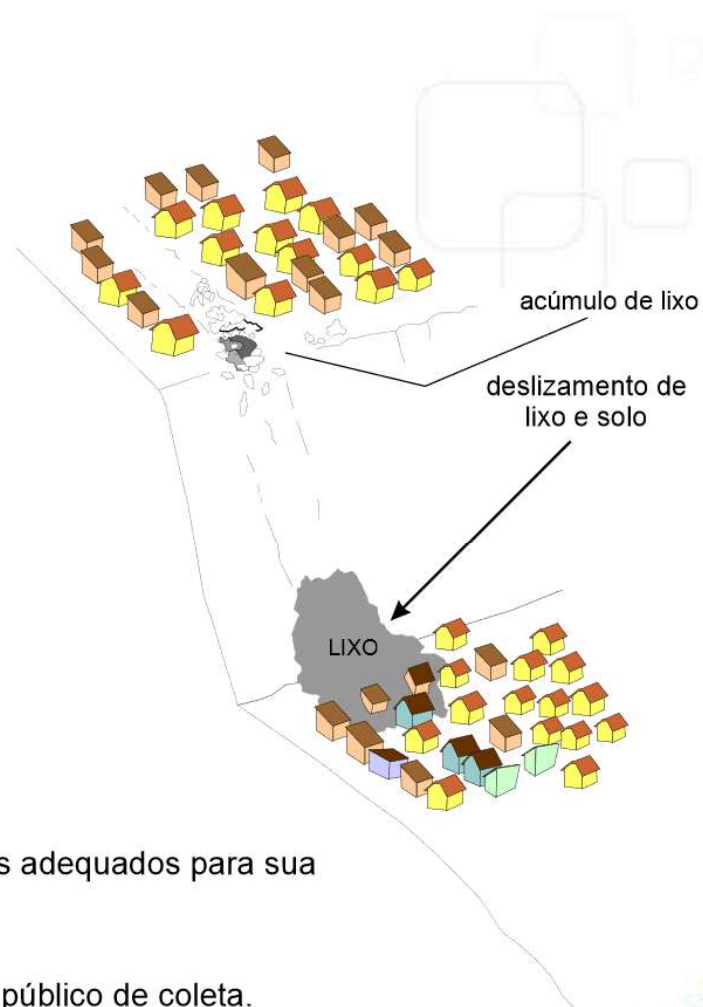 acúmulo de lixo
deslizamento de
lixo e solo
LIXO
adequados para sua
público de coleta.